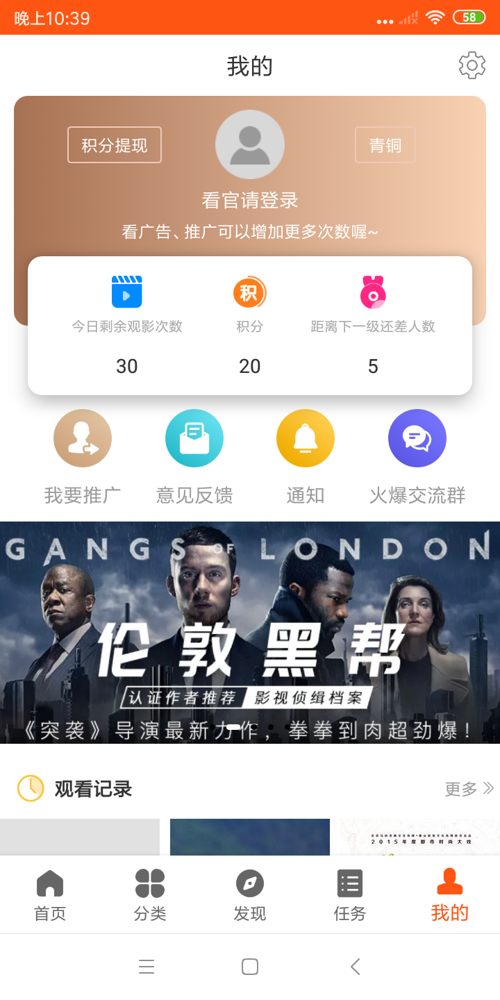 晚上10:39
58
我的
积分提现
青铜
看官请登录
看广告、推广可以增加更多次数喔~
积
今日剩余观影次数
积分
距离下一级还差人数
30
20
5
我要推广
意见反馈
通知
火爆交流群
GANGS OF LONDON
伦敦黑帮
认证作者推荐
影视侦缉档案
《突袭》导演最新力作，拳拳到肉超劲爆！
观看记录
更多
2015年度都市时尚大戏
首页
分类
发现
任务
我的